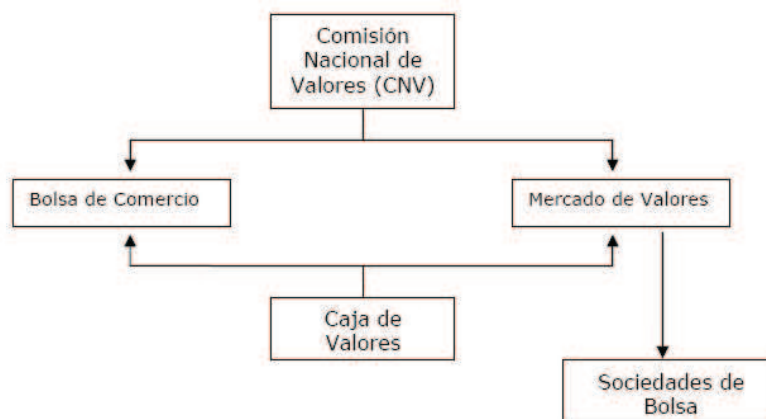 Comisión
Nacional de
Valores (CNV)
Bolsa de Comercio
Mercado de Valores
Caja de
Valores
Sociedades de
Bolsa